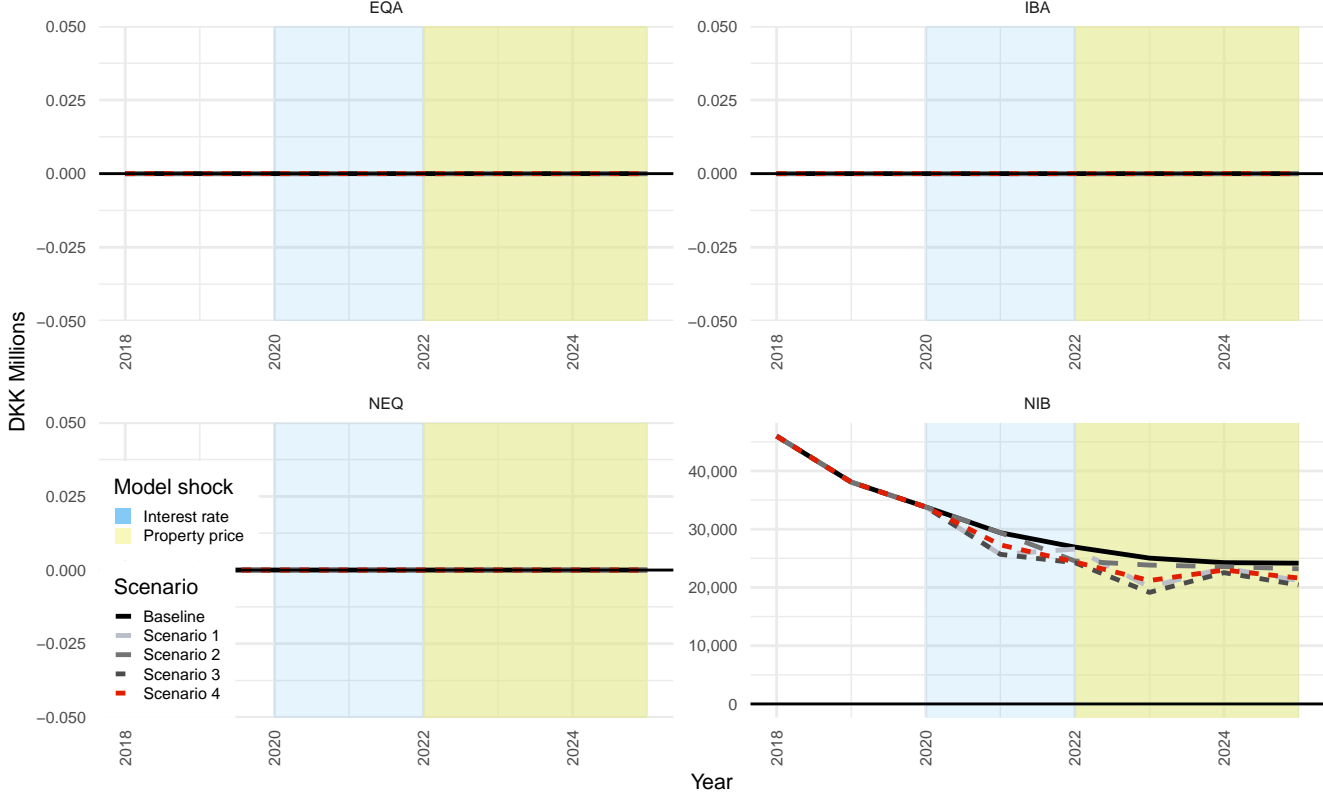 EQA
IBA
0.050
0.025
0.000
−0.025
−0.050
0.050
0.025
0.000
−0.025
−0.050
2018
2020
2022
2024
2018
2020
2022
2024
DKK Millions
NEQ
NIB
0.050
0.025
0.000
−0.025
−0.050
Model shock
Interest rate
Property price
Scenario
Baseline
Scenario 1
Scenario 2
Scenario 3
Scenario 4
40,000
30,000
20,000
10,000
0
2018
2020
2022
2024
2018
2020
2022
2024
Year